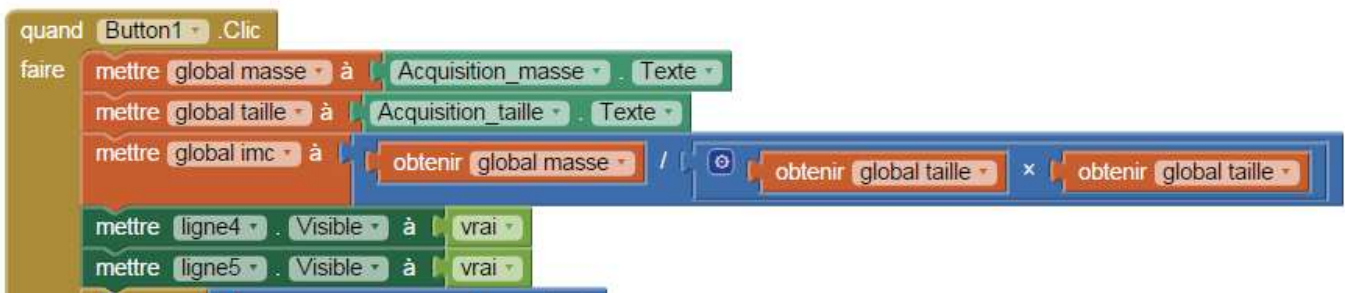 quand Button1 .Clic
faire mettre global masse à Acquisition_masse . Texte
mettre global taille à Acquisition_taille . Texte
mettre global imc à obtenir global masse / obtenir global taille × obtenir global taille
mettre ligne4 . Visible à vrai
mettre ligne5 . Visible à vrai